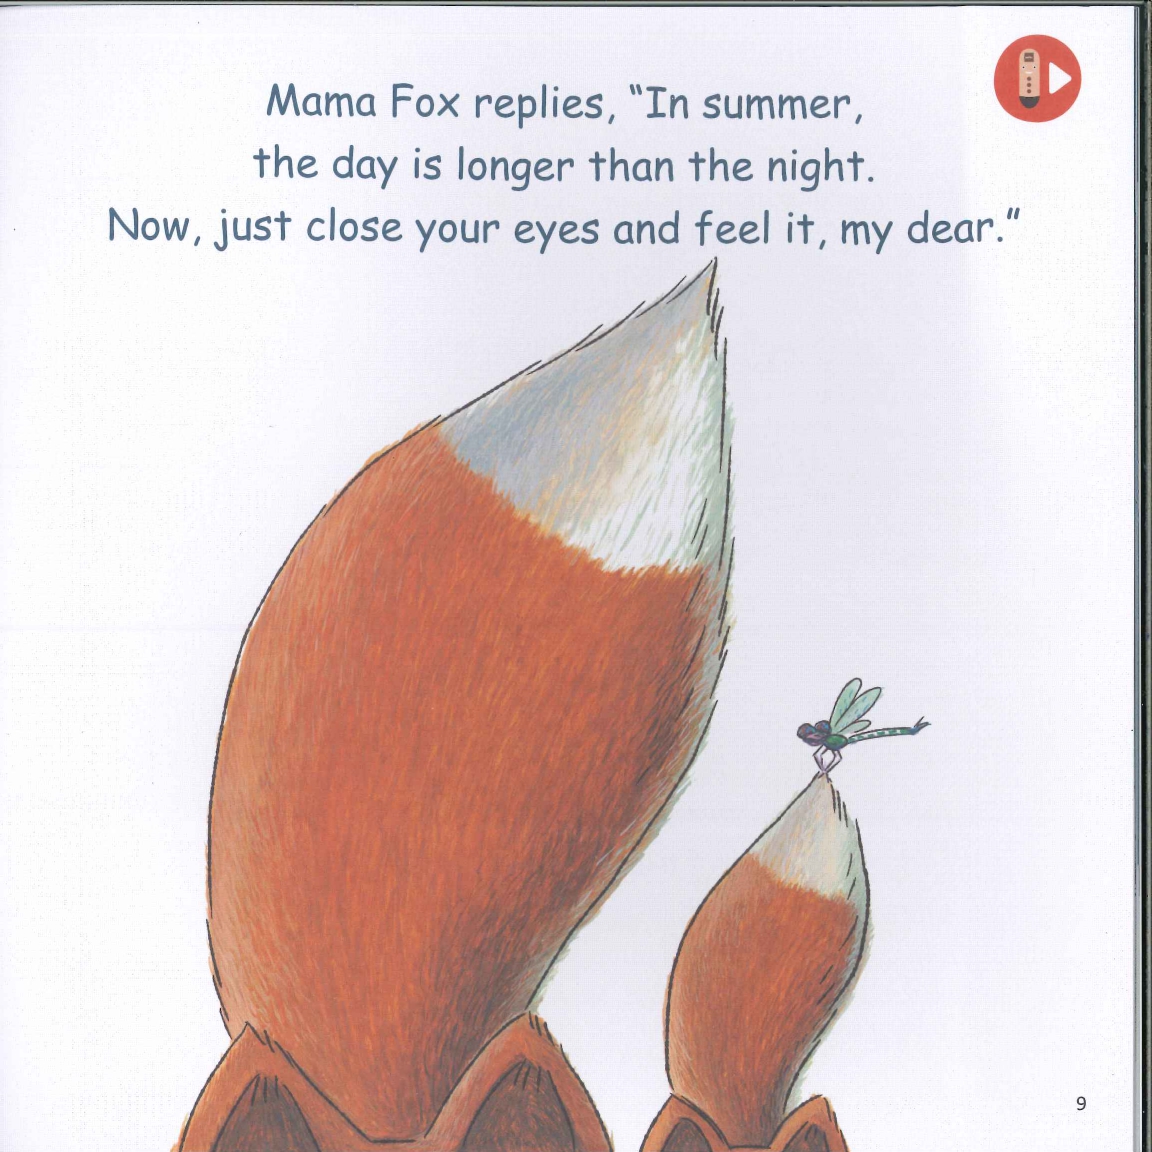 Mama Fox replies, “In summer,
the day is longer than the night.
Now, just close your eyes and feel it, my dear.”
9